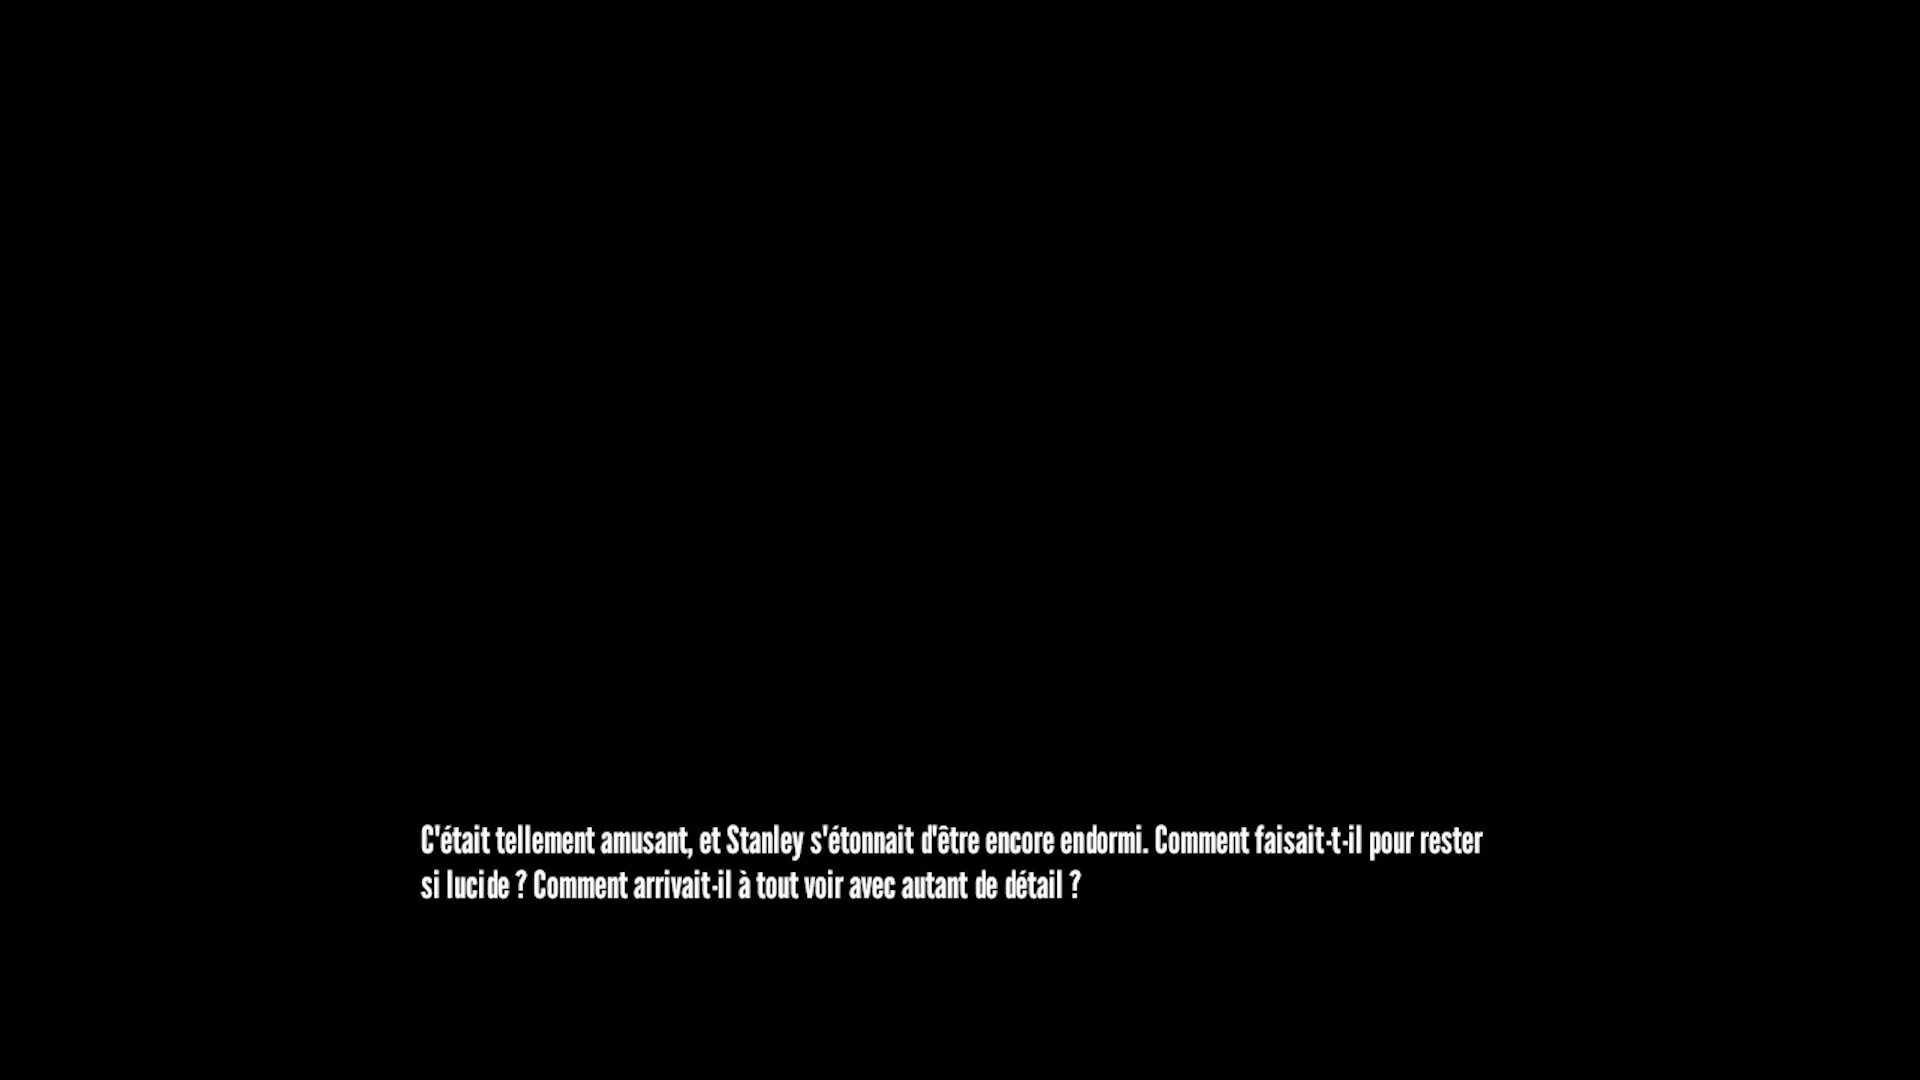 C'était tellement amusant, et Stanley s'étonnait d'être encore endormi. Comment faisait-t-il pour rester
si lucide ? Comment arrivait-il à tout voir avec autant de détail ?